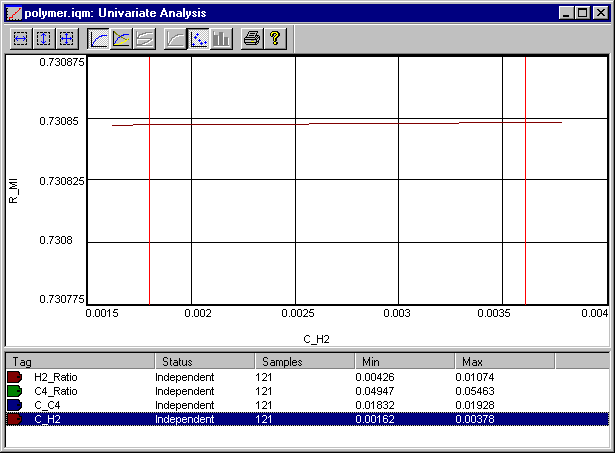 polymer.iqm: Univariate Analysis
0.730875
0.73085
0.730825
0.7308
0.730775
R_MI
0.0015 0.002 0.0025 0.003 0.0035 0.004
C_H2
Tag Status Samples Min Max
H2_Ratio Independent 121 0.00426 0.01074
C4_Ratio Independent 121 0.04947 0.05463
C_C4 Independent 121 0.01832 0.01928
C_H2 Independent 121 0.00162 0.00378